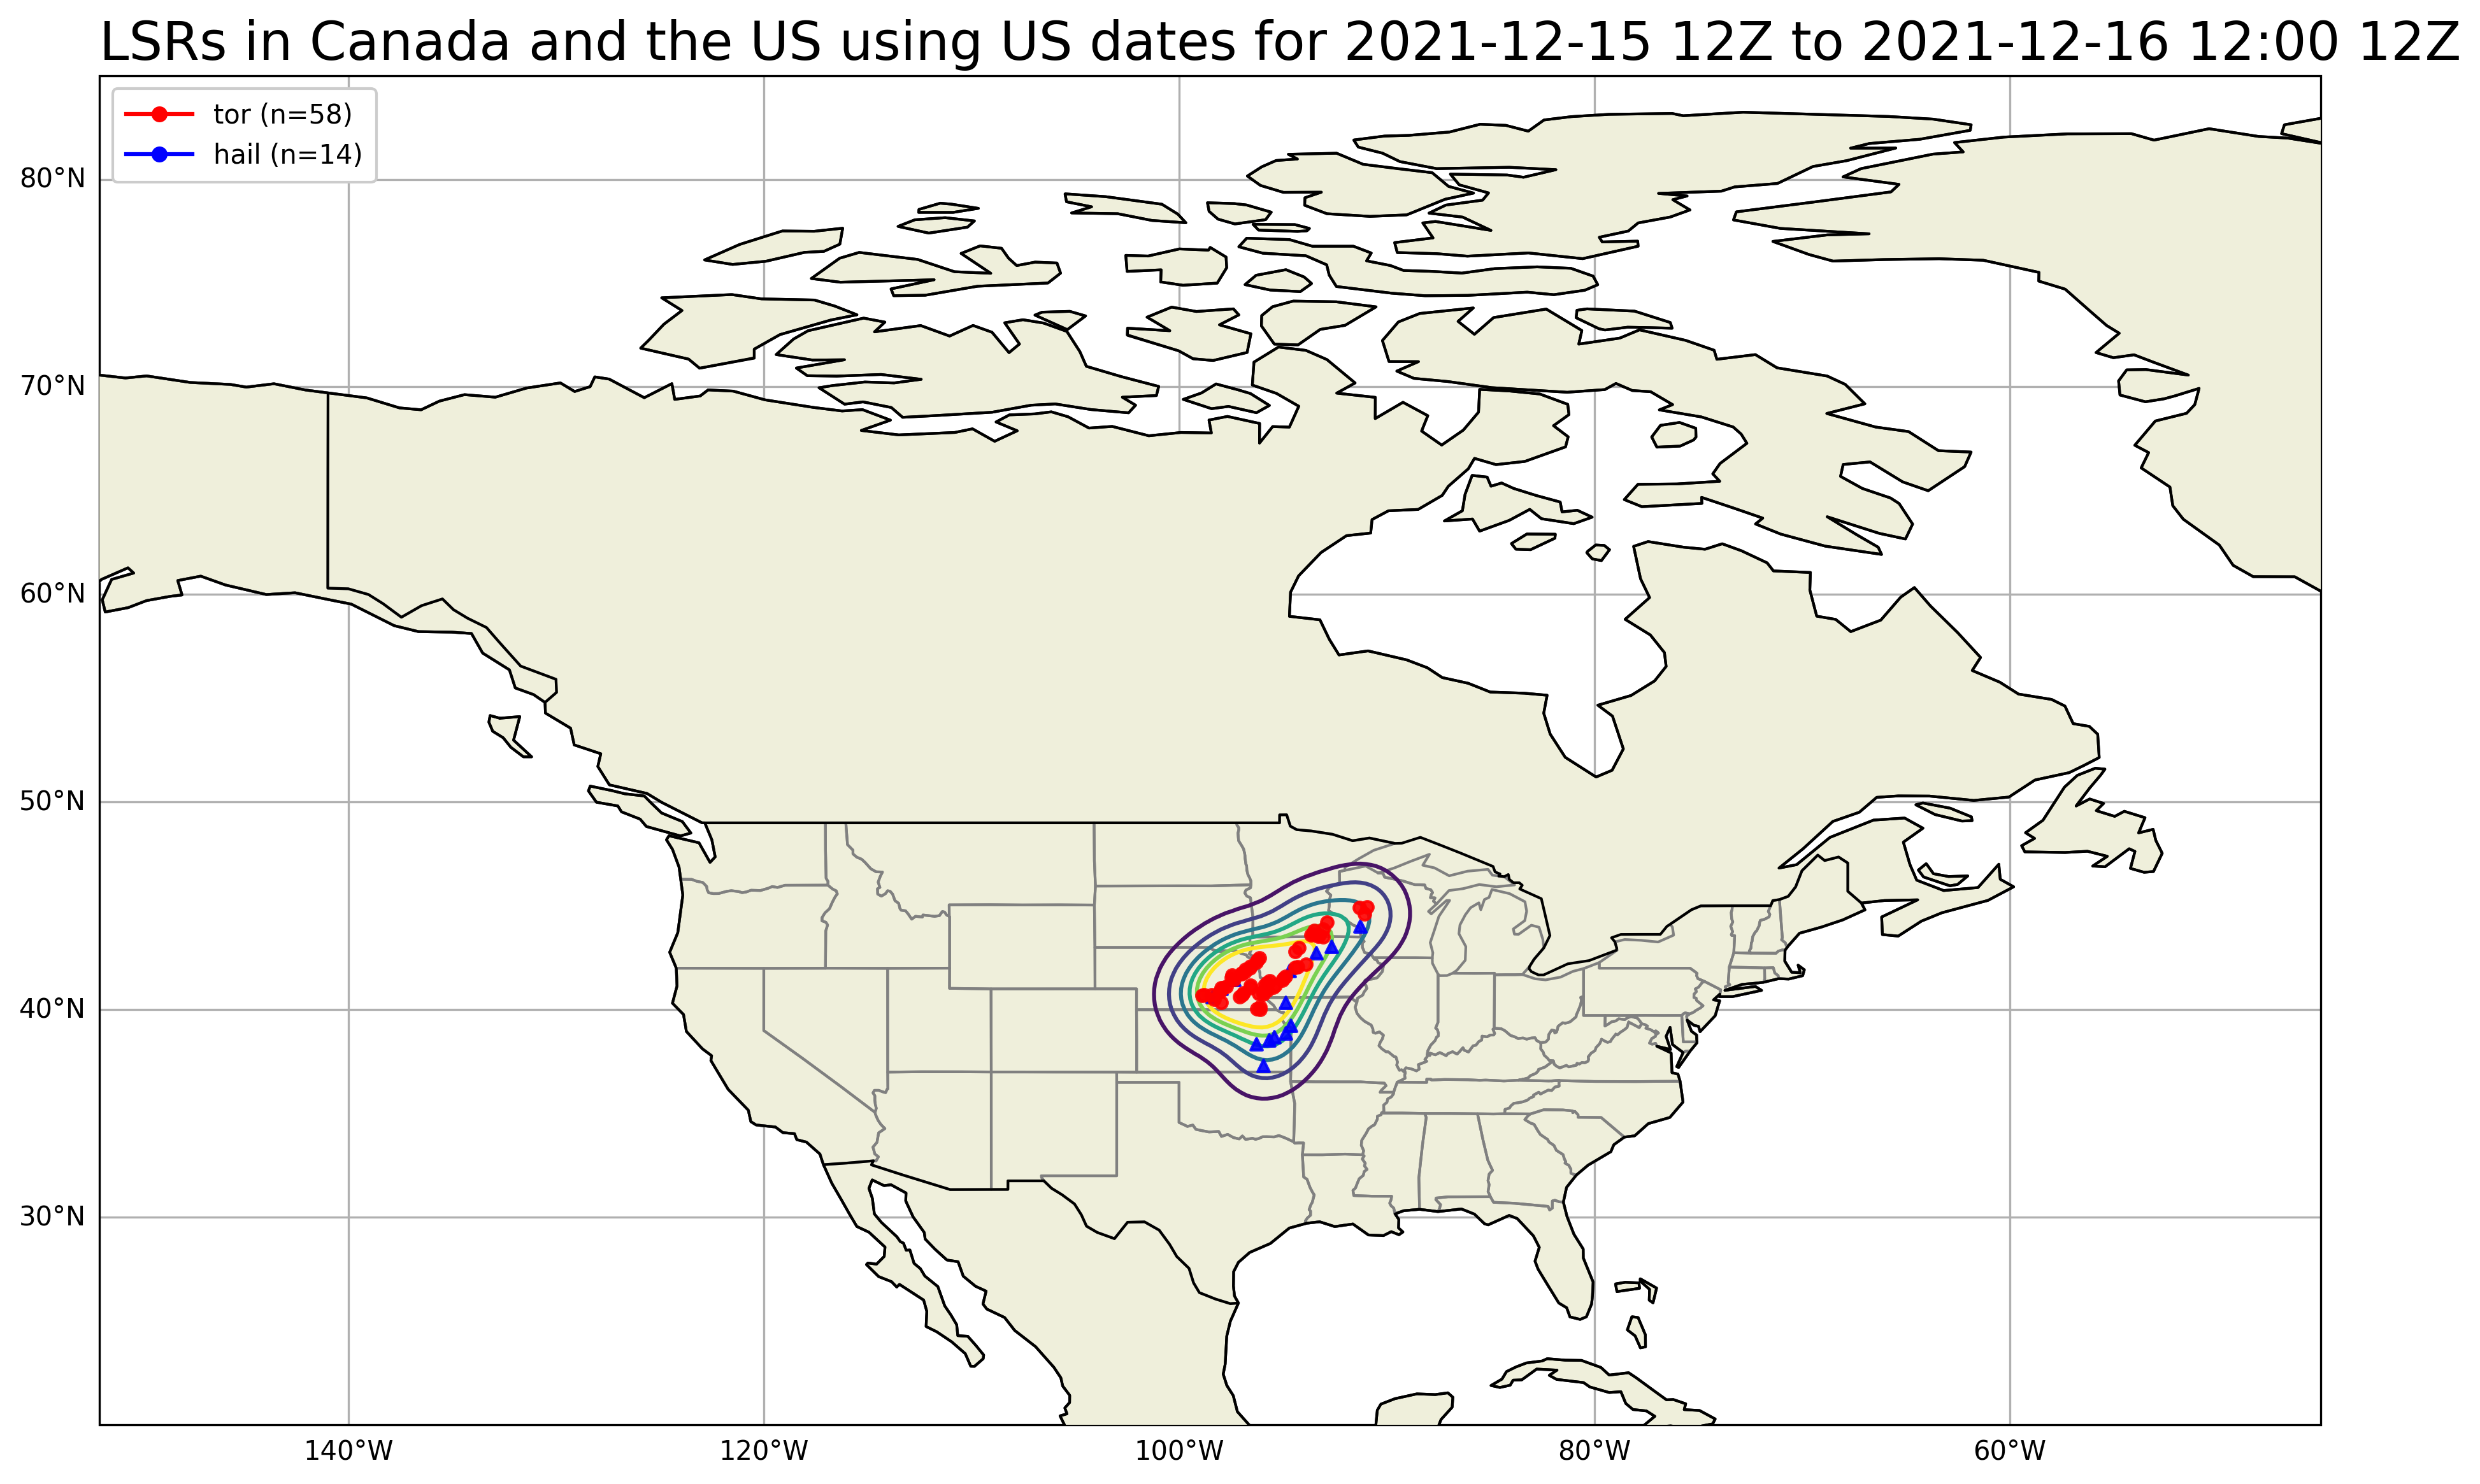 LSRs in Canada and the US using US dates for 2021-12-15 12Z to 2021-12-16 12:00 12Z
tor (n=58)
hail (n=14)
80°N
70°N
60°N
50°N
40°N
30°N
140°W
120°W
100°W
80°W
60°W